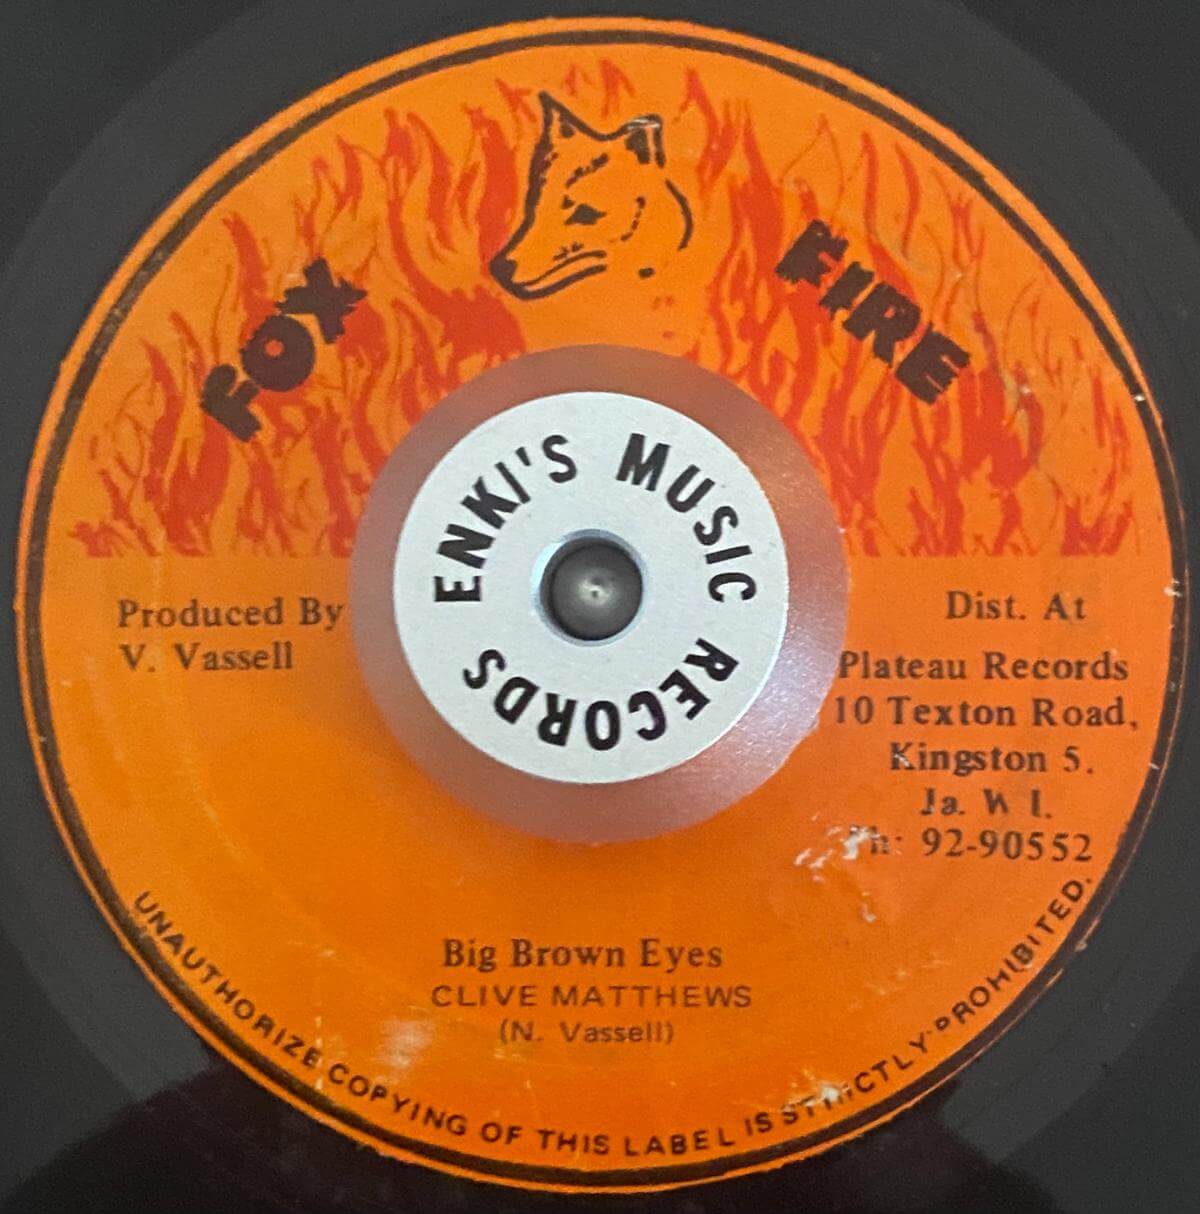 FOX FIRE
ENKI'S MUSIC RECORDS
Produced By
V. Vassell
Dist. At
Plateau Records
10 Texton Road,
Kingston 5.
Ja. W I.
Ph: 92-90552
Big Brown Eyes
CLIVE MATTHEWS
(N. Vassell)
UNAUTHORIZE COPYING OF THIS LABEL IS STRICTLY PROHIBITED.